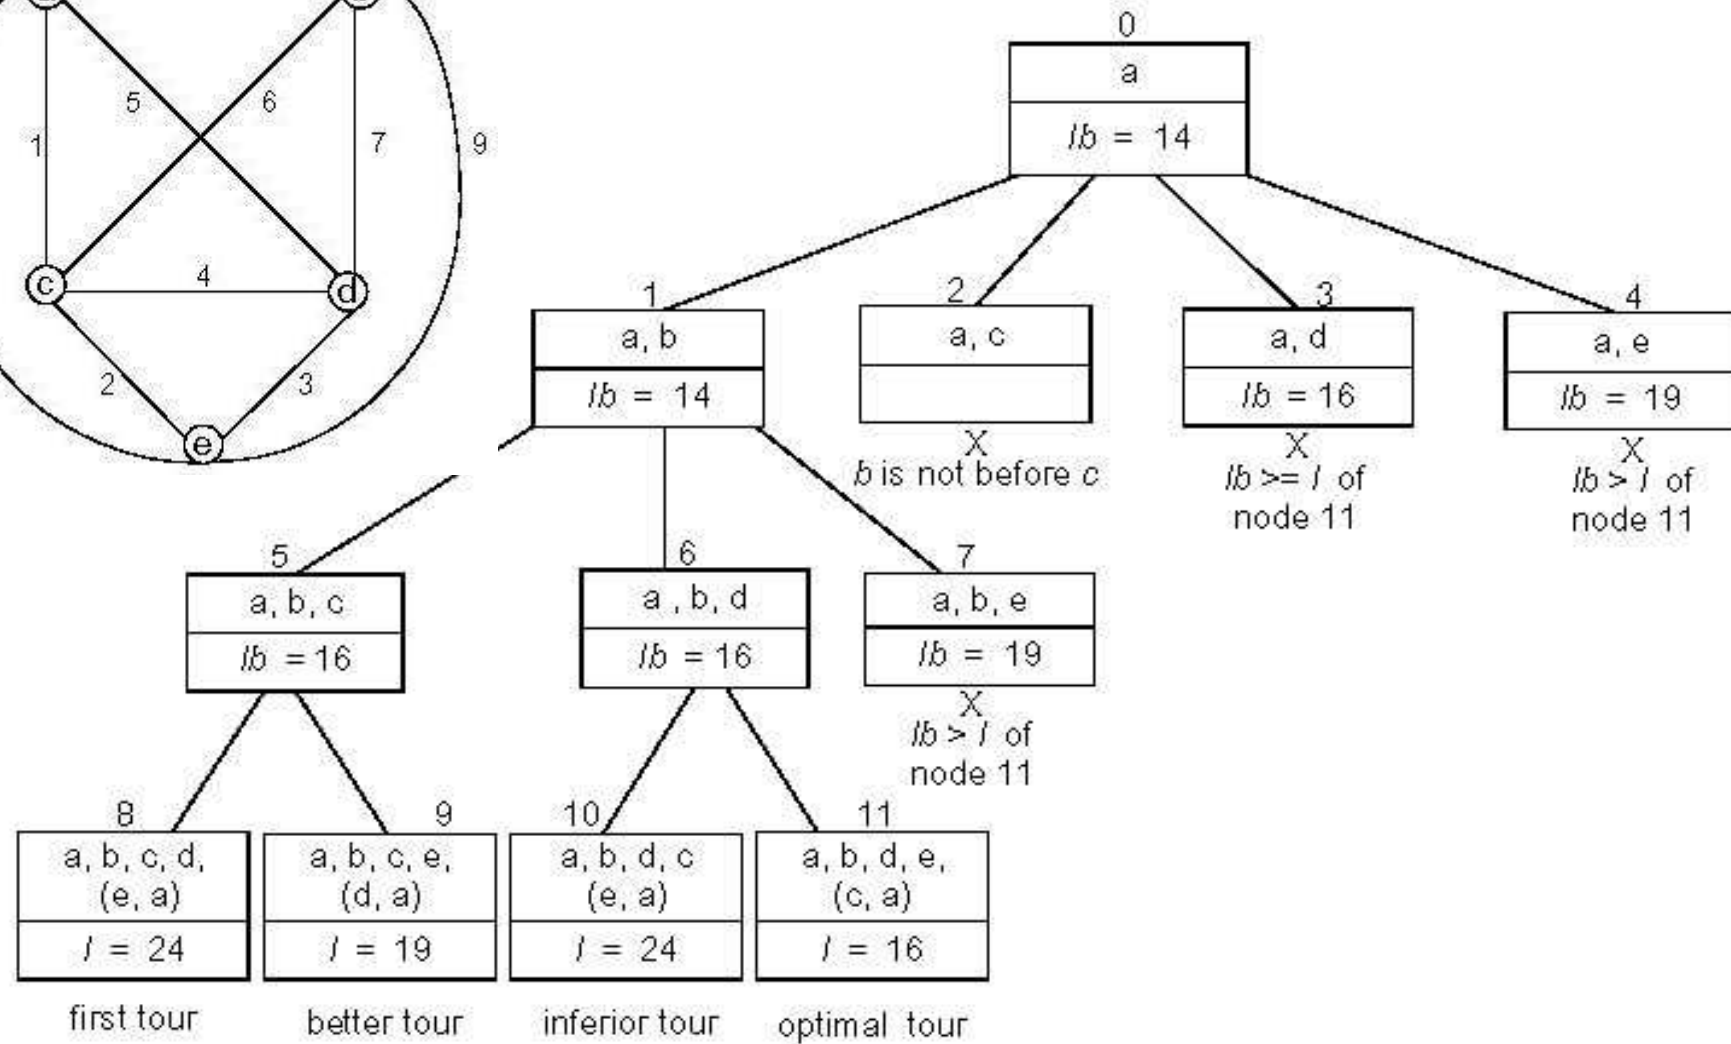 0
a
lb = 14
5
6
1
7
9
c
4
d
2
3
e
1
a, b
lb = 14
2
a, c
X
b is not before c
3
a, d
lb = 16
X
lb >= l of
node 11
4
a, e
lb = 19
X
lb > l of
node 11
5
a, b, c
lb = 16
6
a , b, d
lb = 16
7
a, b, e
lb = 19
X
lb > l of
node 11
8
a, b, c, d,
(e, a)
l = 24
first tour
9
a, b, c, e,
(d, a)
l = 19
better tour
10
a, b, d, c
(e, a)
l = 24
inferior tour
11
a, b, d, e,
(c, a)
l = 16
optimal tour